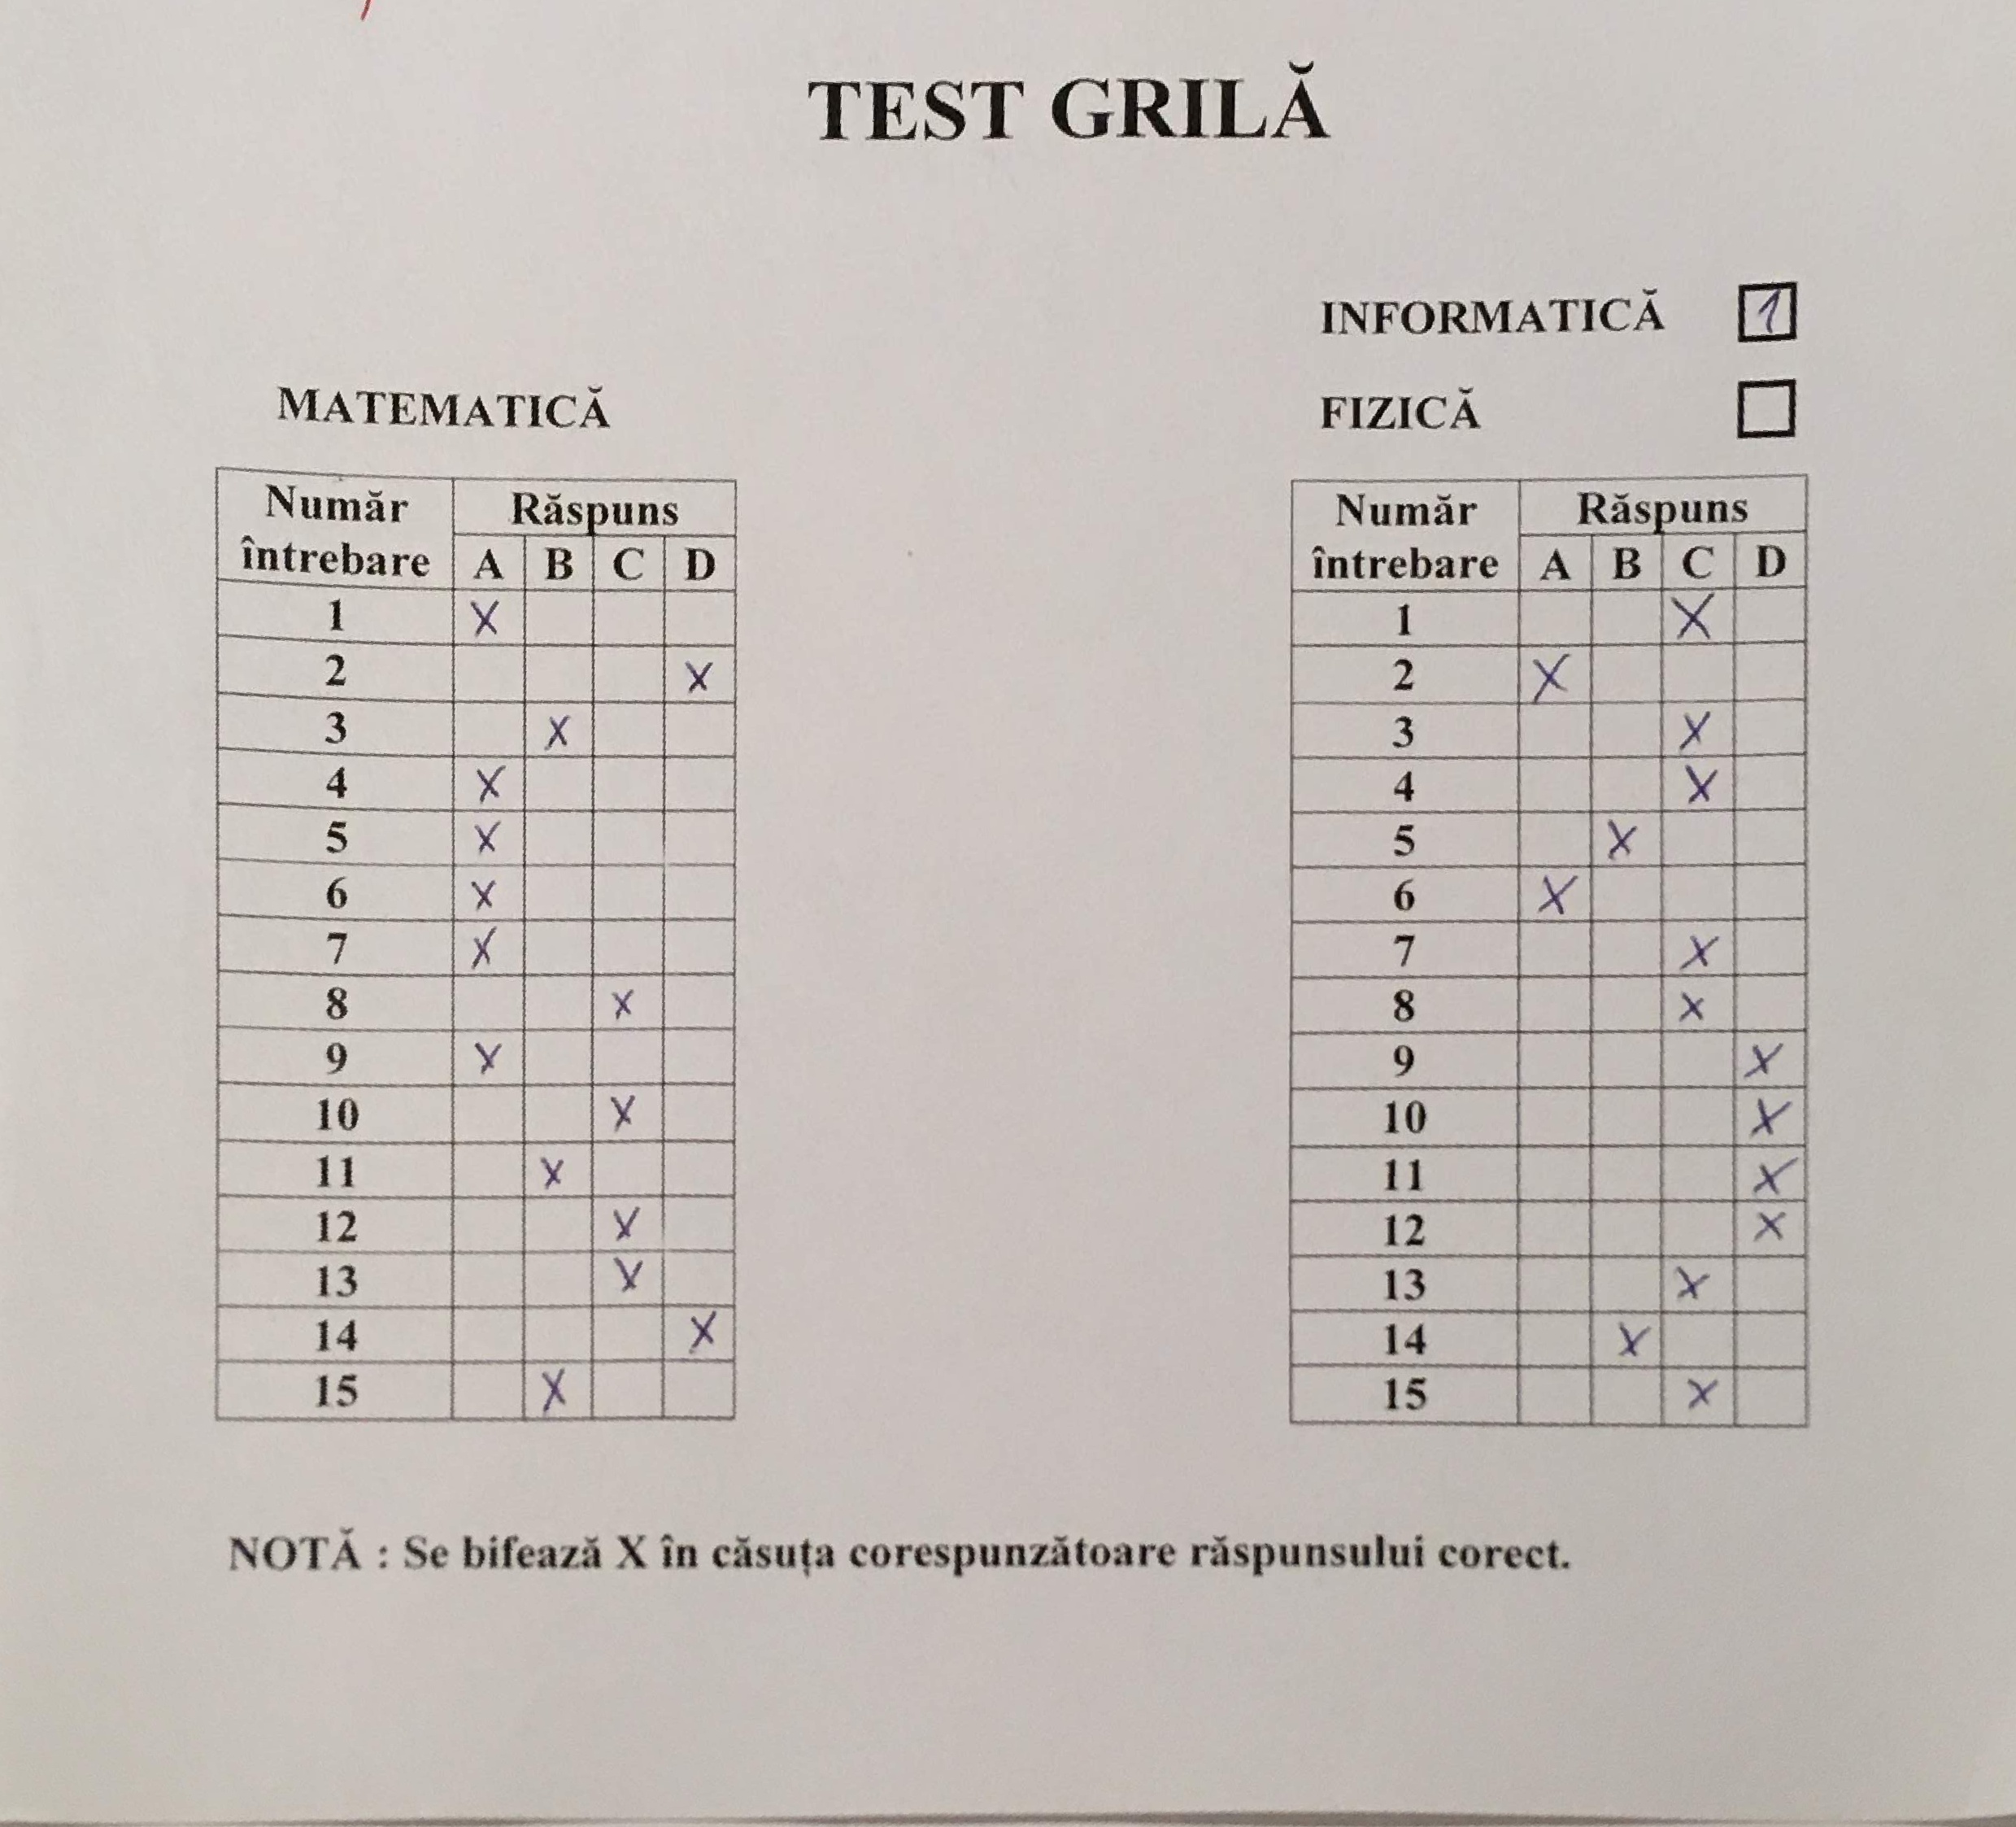 TEST GRILĂ
INFORMATICĂ 1
FIZICĂ
MATEMATICĂ
Număr întrebare Răspuns
A B C D
1 X
2 X
3 X
4 X
5 X
6 X
7 X
8 X
9 X
10 X
11 X
12 X
13 X
14 X
15 X
Număr întrebare Răspuns
A B C D
1 X
2 X
3 X
4 X
5 X
6 X
7 X
8 X
9 X
10 X
11 X
12 X
13 X
14 X
15 X
NOTĂ : Se bifează X în căsuța corespunzătoare răspunsului corect.